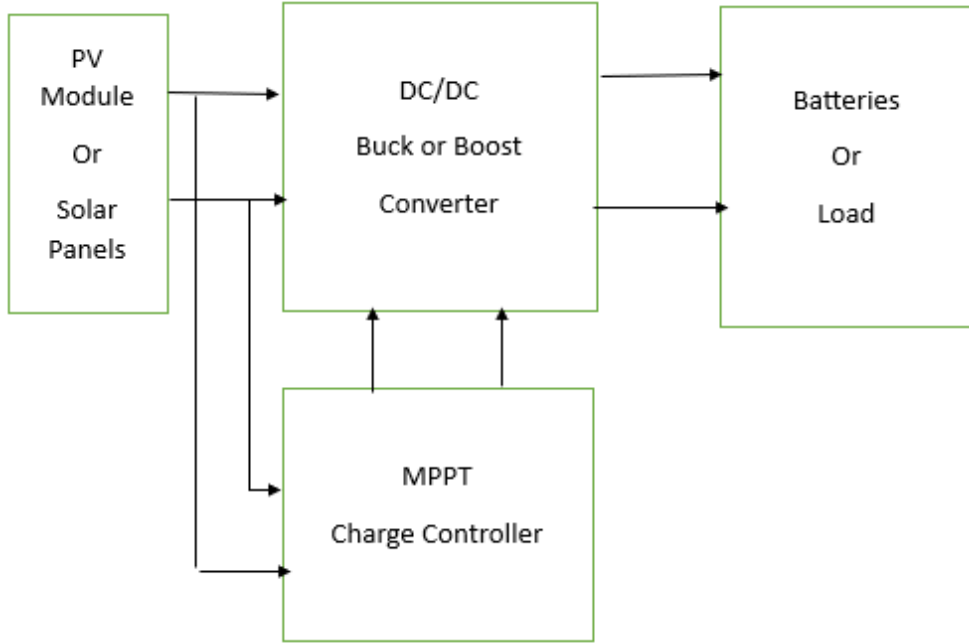 PV
Module
Or
Solar
Panels
DC/DC
Buck or Boost
Converter
Batteries
Or
Load
MPPT
Charge Controller